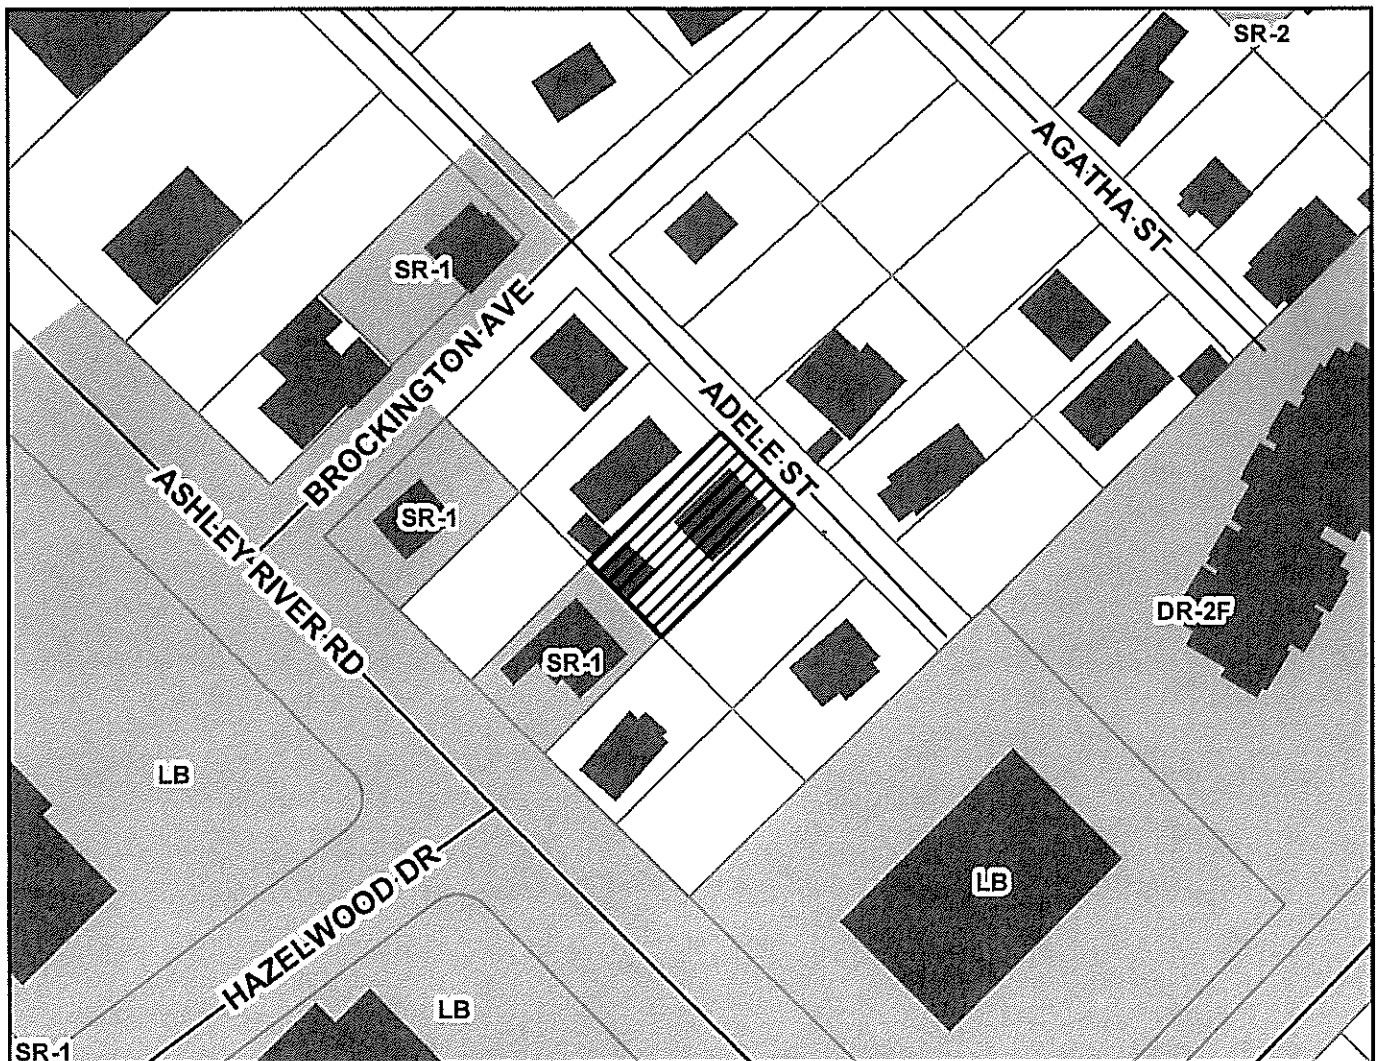 SR-2
AGATHA ST
SR-1
BROCKINGTON AVE
ADELE ST
SR-1
ASHLEY RIVER RD
DR-2F
SR-1
LB
HAZELWOOD DR
LB
LB
SR-1